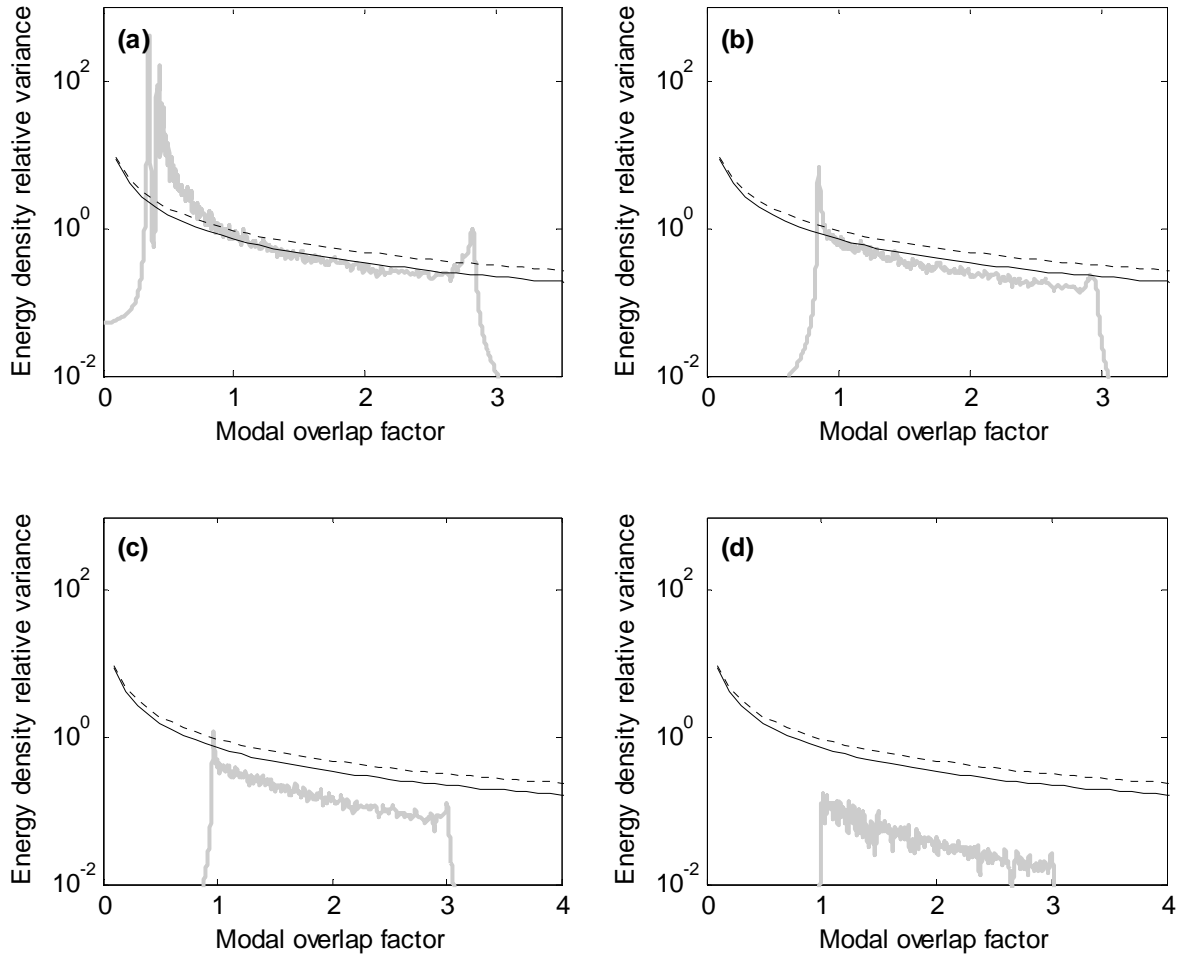 (a)
Energy density relative variance
10^2
10^0
10^-2
0 1 2 3
Modal overlap factor
(b)
Energy density relative variance
10^2
10^0
10^-2
0 1 2 3
Modal overlap factor
(c)
Energy density relative variance
10^2
10^0
10^-2
0 1 2 3 4
Modal overlap factor
(d)
Energy density relative variance
10^2
10^0
10^-2
0 1 2 3 4
Modal overlap factor